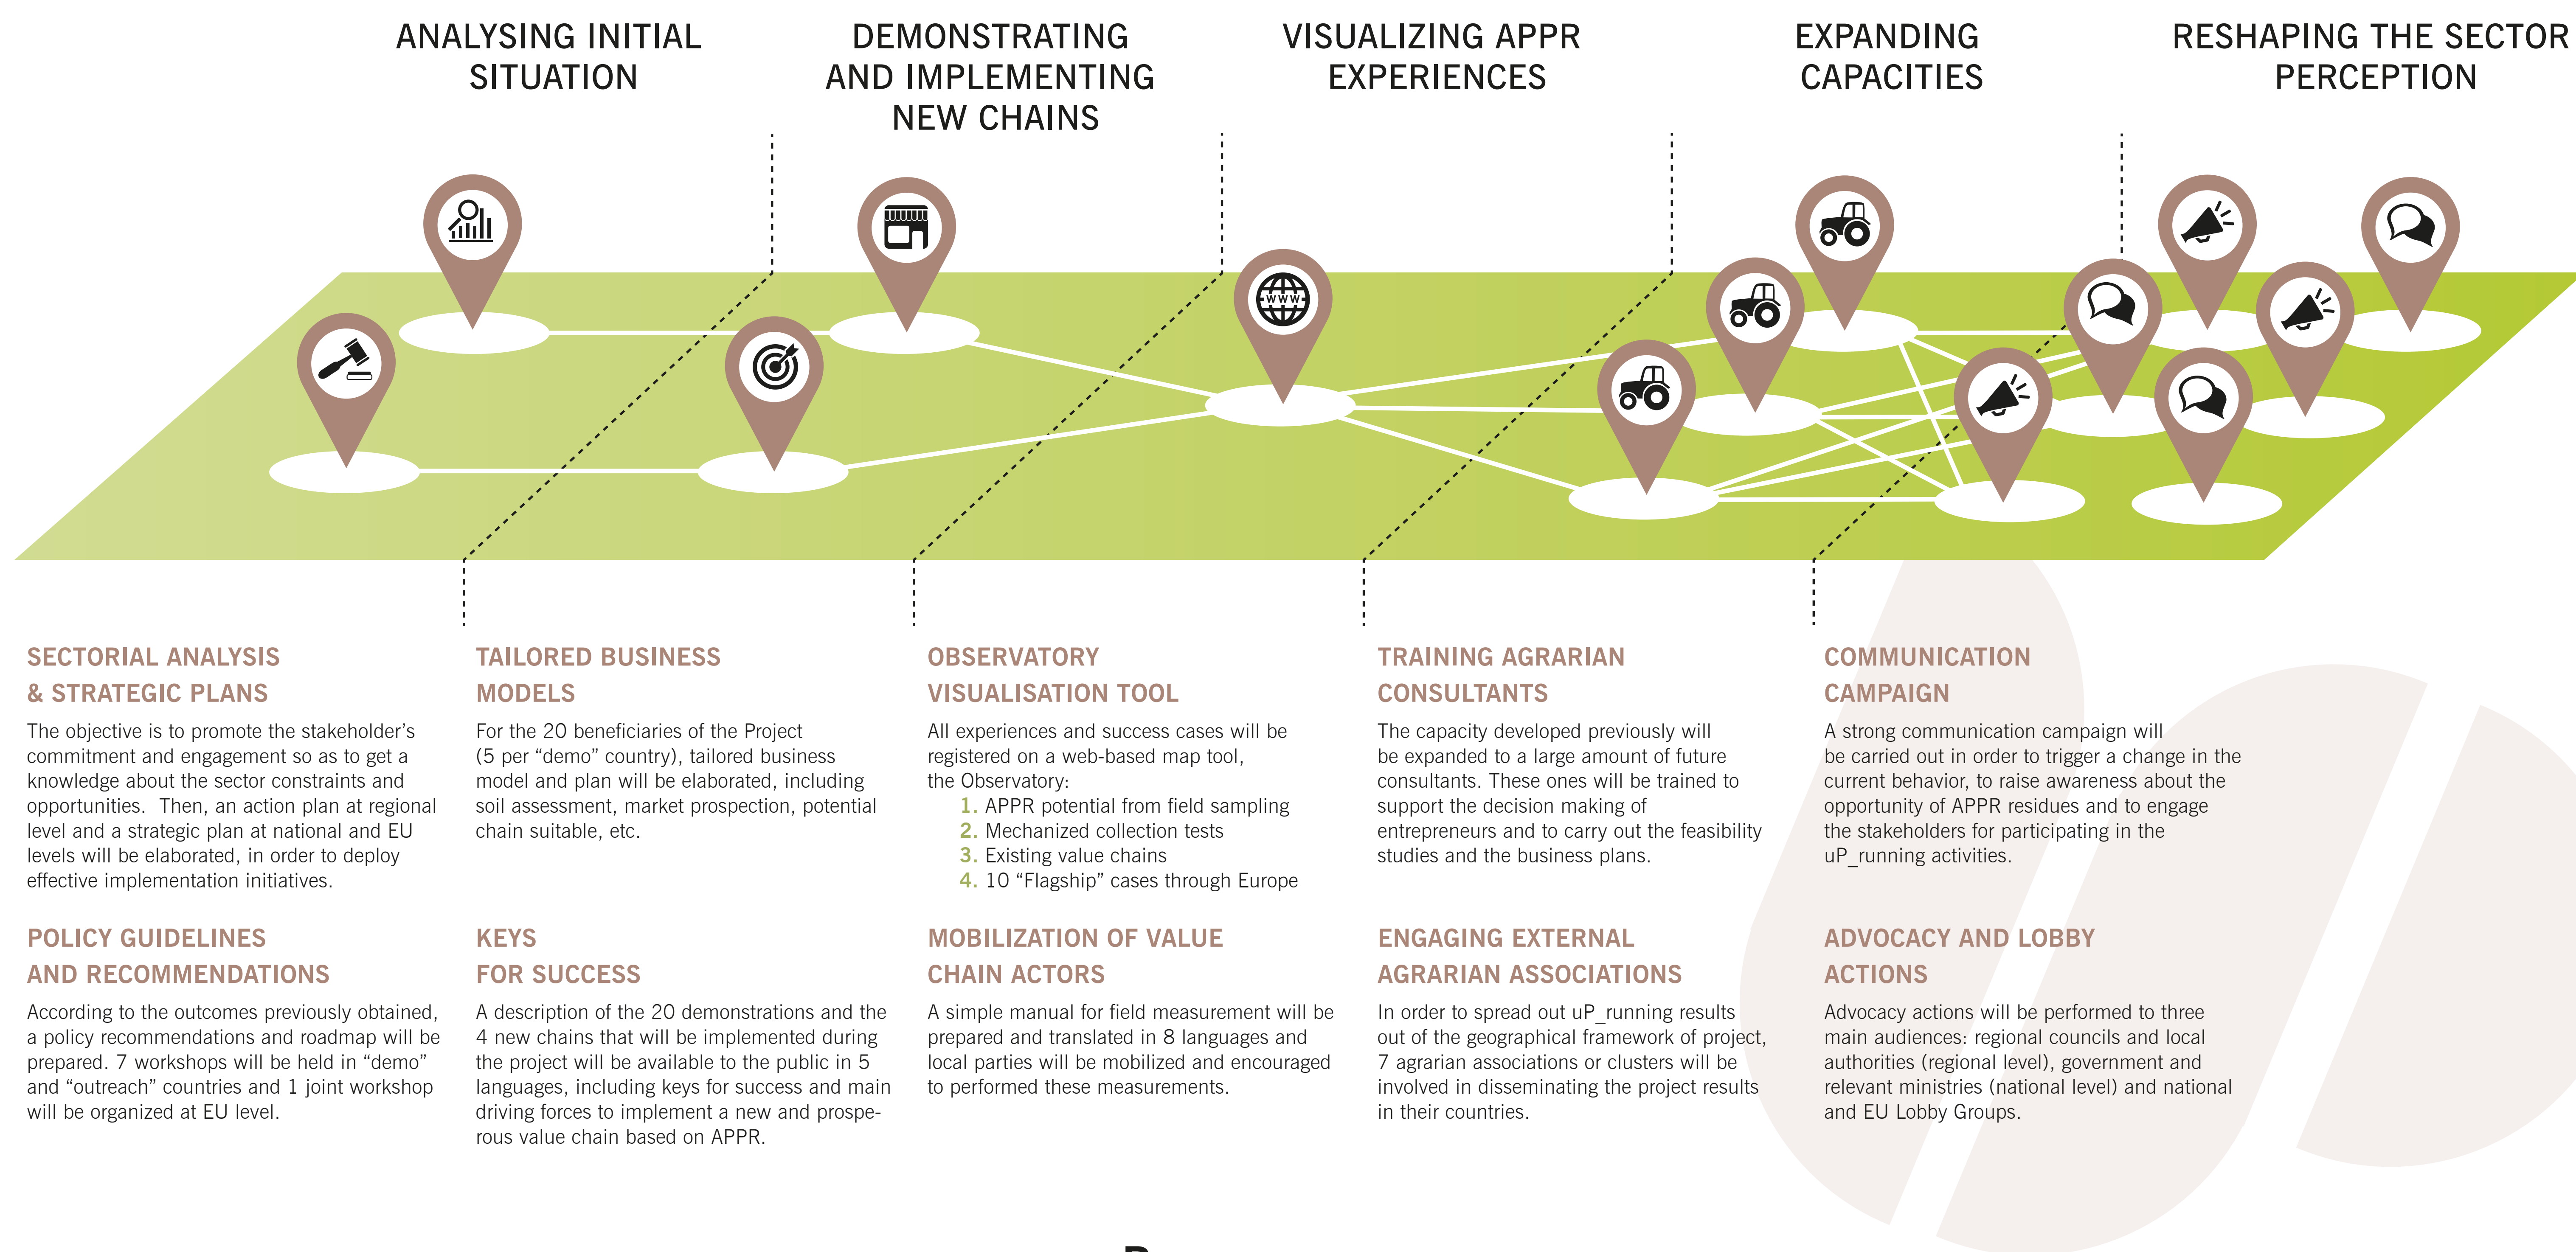 ANALYSING INITIAL
SITUATION
DEMONSTRATING
AND IMPLEMENTING
NEW CHAINS
VISUALIZING APPR
EXPERIENCES
EXPANDING
CAPACITIES
RESHAPING THE SECTOR
PERCEPTION
WWW
SECTORIAL ANALYSIS
& STRATEGIC PLANS
The objective is to promote the stakeholder’s
commitment and engagement so as to get a
knowledge about the sector constraints and
opportunities.  Then, an action plan at regional
level and a strategic plan at national and EU
levels will be elaborated, in order to deploy
effective implementation initiatives.
POLICY GUIDELINES
AND RECOMMENDATIONS
According to the outcomes previously obtained,
a policy recommendations and roadmap will be
prepared. 7 workshops will be held in “demo”
and “outreach” countries and 1 joint workshop
will be organized at EU level.
TAILORED BUSINESS
MODELS
For the 20 beneficiaries of the Project
(5 per “demo” country), tailored business
model and plan will be elaborated, including
soil assessment, market prospection, potential
chain suitable, etc.
KEYS
FOR SUCCESS
A description of the 20 demonstrations and the
4 new chains that will be implemented during
the project will be available to the public in 5
languages, including keys for success and main
driving forces to implement a new and prospe-
rous value chain based on APPR.
OBSERVATORY
VISUALISATION TOOL
All experiences and success cases will be
registered on a web-based map tool,
the Observatory:
1. APPR potential from field sampling
2. Mechanized collection tests
3. Existing value chains
4. 10 “Flagship” cases through Europe
MOBILIZATION OF VALUE
CHAIN ACTORS
A simple manual for field measurement will be
prepared and translated in 8 languages and
local parties will be mobilized and encouraged
to performed these measurements.
TRAINING AGRARIAN
CONSULTANTS
The capacity developed previously will
be expanded to a large amount of future
consultants. These ones will be trained to
support the decision making of
entrepreneurs and to carry out the feasibility
studies and the business plans.
ENGAGING EXTERNAL
AGRARIAN ASSOCIATIONS
In order to spread out uP_running results
out of the geographical framework of project,
7 agrarian associations or clusters will be
involved in disseminating the project results
in their countries.
COMMUNICATION
CAMPAIGN
A strong communication campaign will
be carried out in order to trigger a change in the
current behavior, to raise awareness about the
opportunity of APPR residues and to engage
the stakeholders for participating in the
uP_running activities.
ADVOCACY AND LOBBY
ACTIONS
Advocacy actions will be performed to three
main audiences: regional councils and local
authorities (regional level), government and
relevant ministries (national level) and national
and EU Lobby Groups.